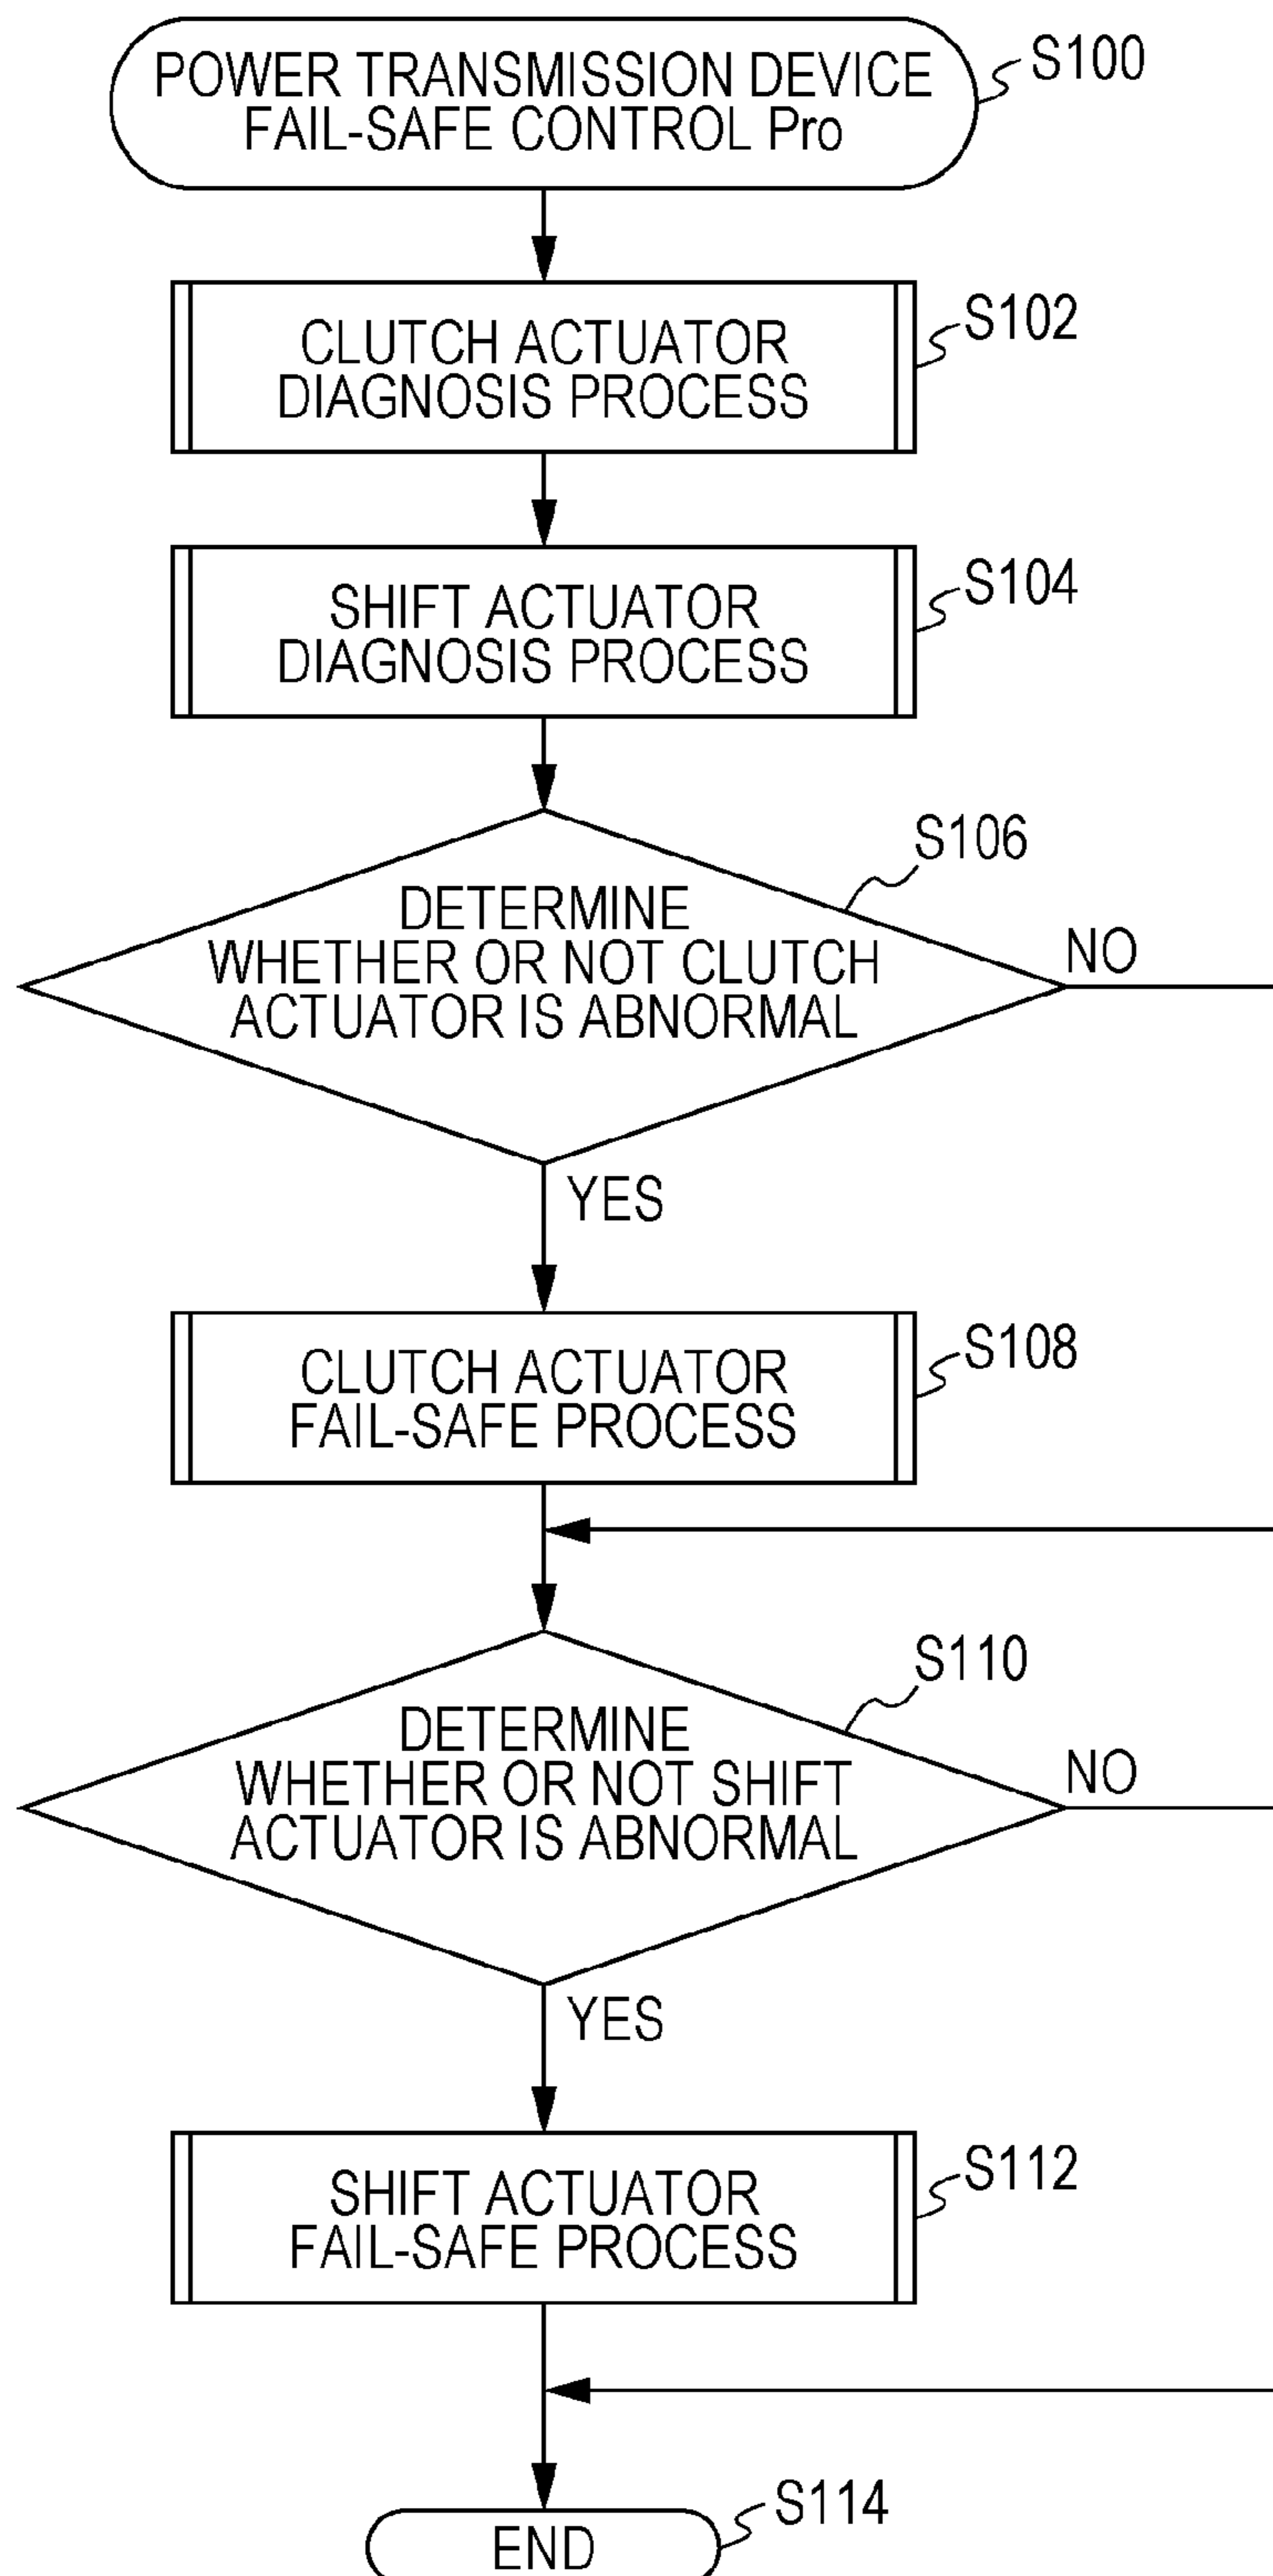 POWER TRANSMISSION DEVICE
FAIL-SAFE CONTROL Pro
S100
CLUTCH ACTUATOR
DIAGNOSIS PROCESS
S102
SHIFT ACTUATOR
DIAGNOSIS PROCESS
S104
S106
DETERMINE
WHETHER OR NOT CLUTCH
ACTUATOR IS ABNORMAL
NO
YES
CLUTCH ACTUATOR
FAIL-SAFE PROCESS
S108
S110
DETERMINE
WHETHER OR NOT SHIFT
ACTUATOR IS ABNORMAL
NO
YES
SHIFT ACTUATOR
FAIL-SAFE PROCESS
S112
END
S114